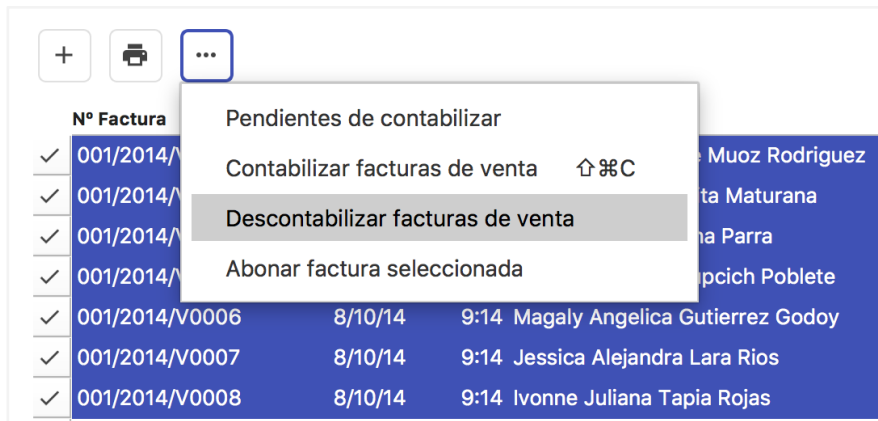 Nº Factura
Pendientes de contabilizar
Contabilizar facturas de venta ⇧⌘C
Descontabilizar facturas de venta
Abonar factura seleccionada
001/2014/ Muoz Rodriguez
001/2014/ Maturana
001/2014/ Parra
001/2014/ Poblete
001/2014/V0006 8/10/14 9:14 Magaly Angelica Gutierrez Godoy
001/2014/V0007 8/10/14 9:14 Jessica Alejandra Lara Rios
001/2014/V0008 8/10/14 9:14 Ivonne Juliana Tapia Rojas